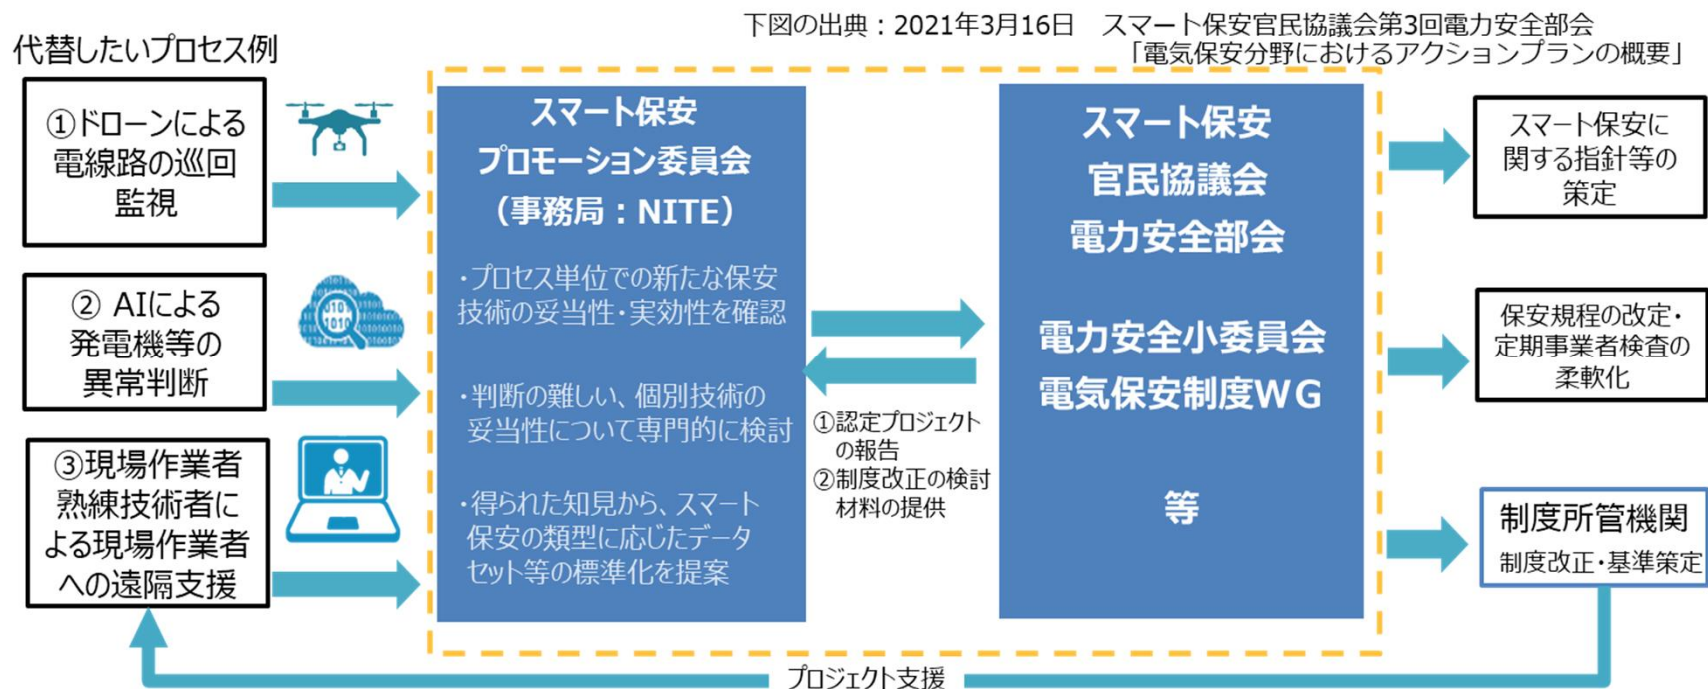 下図の出典：2021年3月16日　スマート保安官民協議会第3回電力安全部会
「電気保安分野におけるアクションプランの概要」
代替したいプロセス例
①ドローンによる
電線路の巡回
監視
② AIによる
発電機等の
異常判断
③現場作業者
熟練技術者に
よる現場作業者
への遠隔支援
スマート保安
プロモーション委員会
（事務局：NITE）
・プロセス単位での新たな保安
技術の妥当性・実効性を確認
・判断の難しい、個別技術の
妥当性について専門的に検討
・得られた知見から、スマート
保安の類型に応じたデータ
セット等の標準化を提案
①認定プロジェクト
の報告
②制度改正の検討
材料の提供
スマート保安
官民協議会
電力安全部会
電力安全小委員会
電気保安制度WG
等
スマート保安に
関する指針等の
策定
保安規程の改定・
定期事業者検査の
柔軟化
制度所管機関
制度改正・基準策定
プロジェクト支援